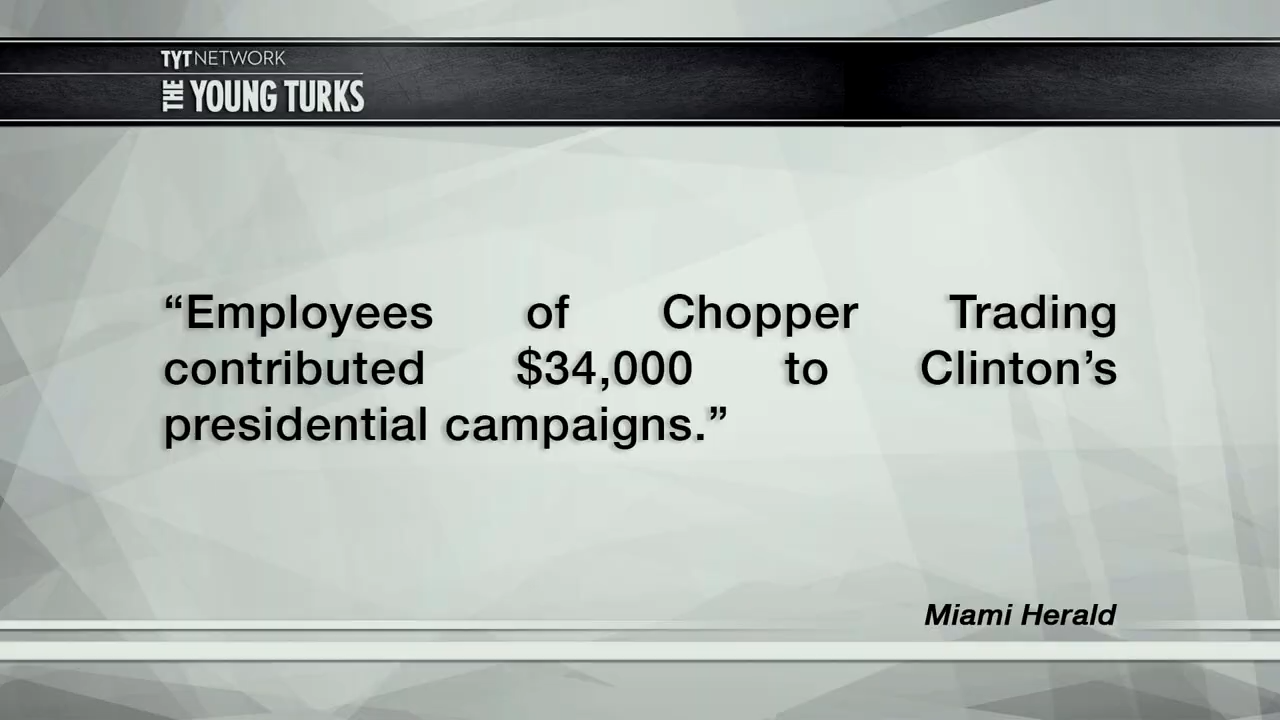 TYT NETWORK
THE YOUNG TURKS
“Employees of Chopper Trading
contributed $34,000 to Clinton’s
presidential campaigns.”
Miami Herald